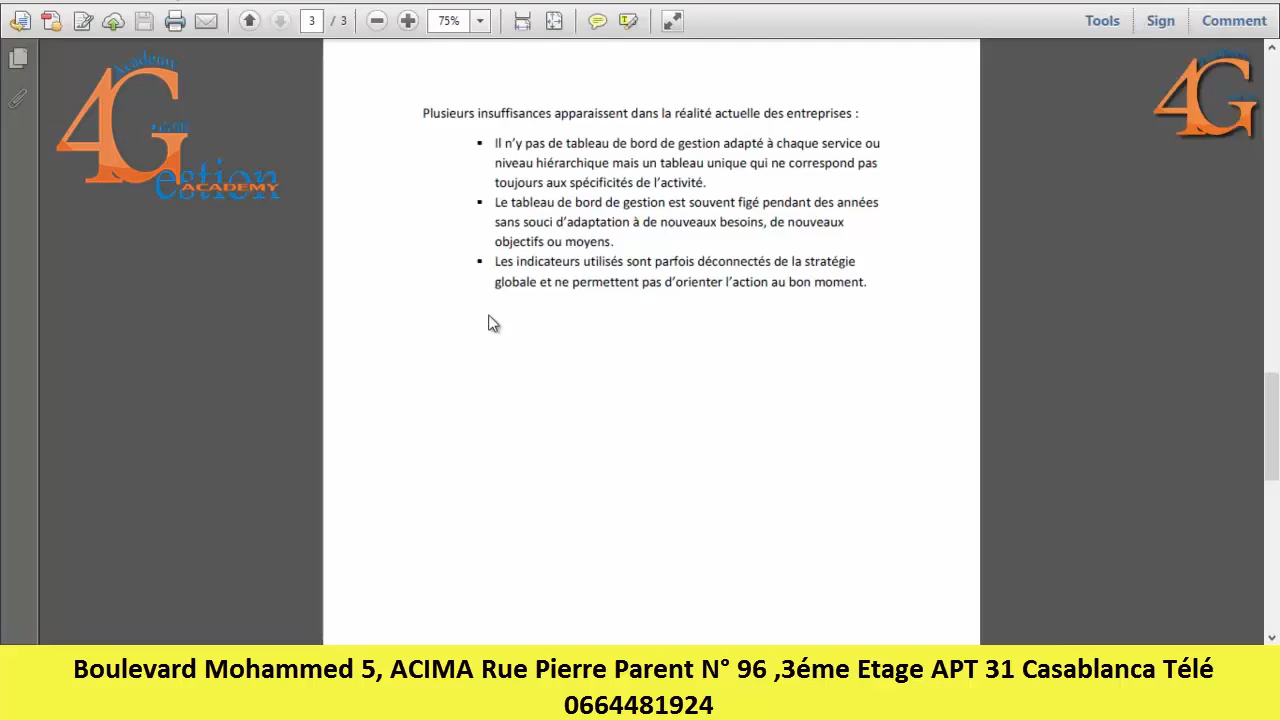 3 / 3
75%
Tools
Sign
Comment
Academy
4G
estion
ACADEMY
4G
Plusieurs insuffisances apparaissent dans la réalité actuelle des entreprises :
▪ Il n’y pas de tableau de bord de gestion adapté à chaque service ou
niveau hiérarchique mais un tableau unique qui ne correspond pas
toujours aux spécificités de l’activité.
▪ Le tableau de bord de gestion est souvent figé pendant des années
sans souci d’adaptation à de nouveaux besoins, de nouveaux
objectifs ou moyens.
▪ Les indicateurs utilisés sont parfois déconnectés de la stratégie
globale et ne permettent pas d’orienter l’action au bon moment.
Boulevard Mohammed 5, ACIMA Rue Pierre Parent N° 96 ,3éme Etage APT 31 Casablanca Télé
0664481924